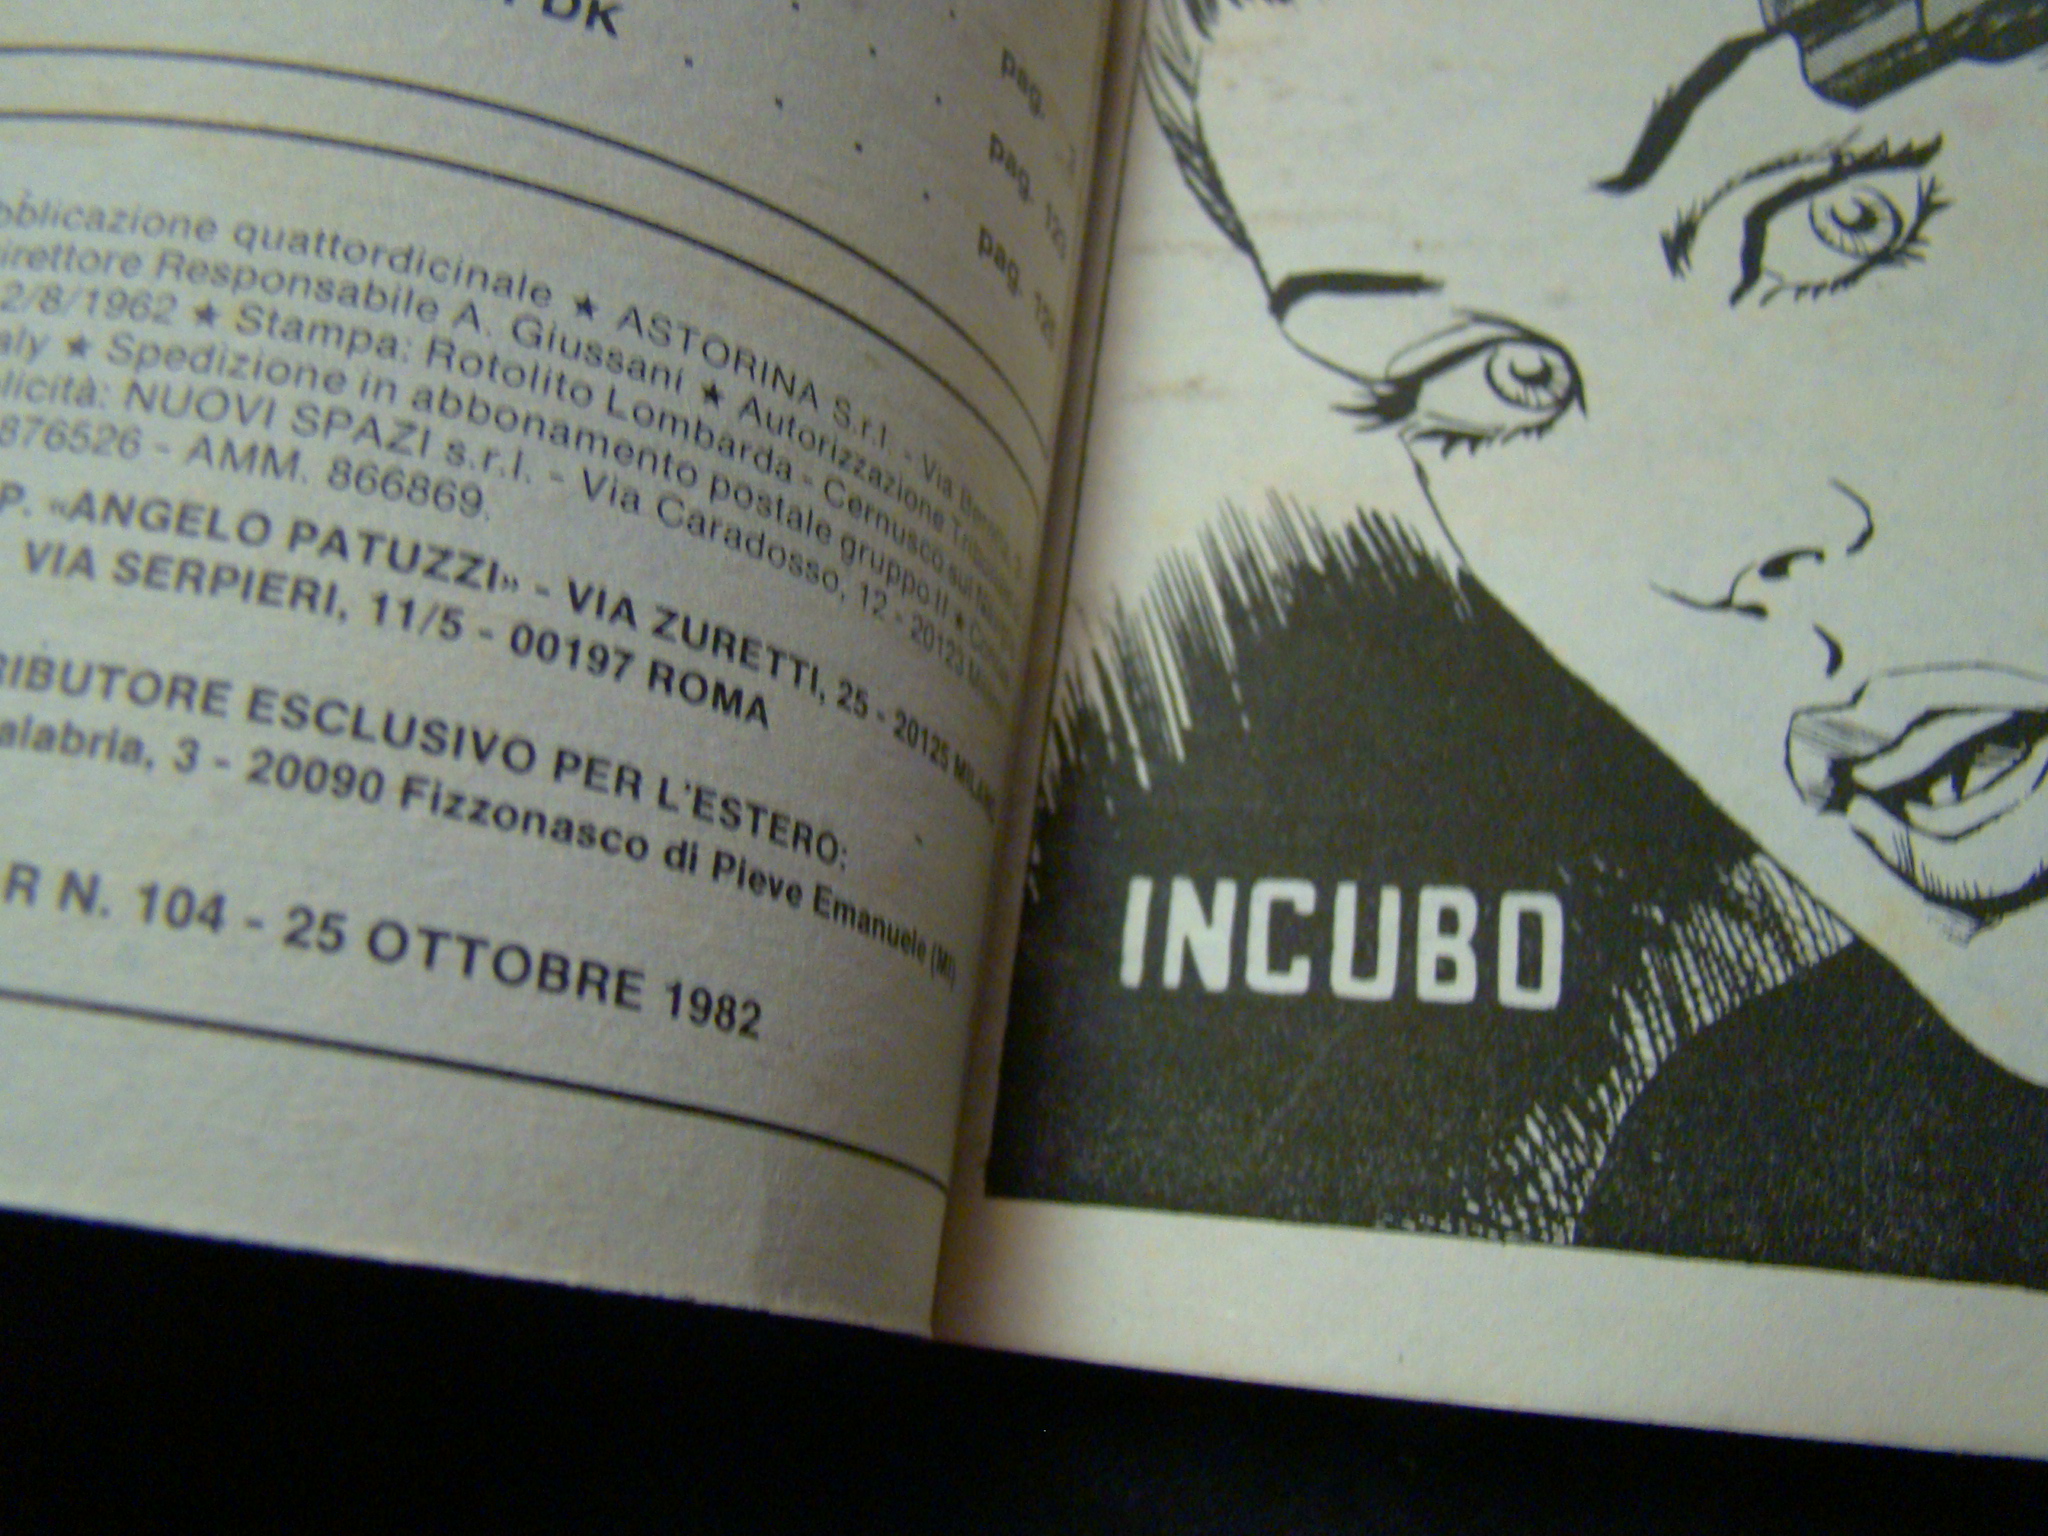 DK
pag.
pag. 123
pag.
bblicazione quattordicinale ★ ASTORINA S.r.l. - Via
irettore Responsabile A. Giussani ★ Autorizzazione
2/8/1962 ★ Stampa: Rotolito Lombarda - Cernusco sul
aly ★ Spedizione in abbonamento postale gruppo II ★
licità: NUOVI SPAZI s.r.l. - Via Caradosso, 12 - 20123
876526 - AMM. 866869.
P. «ANGELO PATUZZI» - VIA ZURETTI, 25 - 20125 MILANO
VIA SERPIERI, 11/5 - 00197 ROMA
RIBUTORE ESCLUSIVO PER L'ESTERO:
alabria, 3 - 20090 Fizzonasco di Pieve Emanuele (MI)
R N. 104 - 25 OTTOBRE 1982
INCUBO